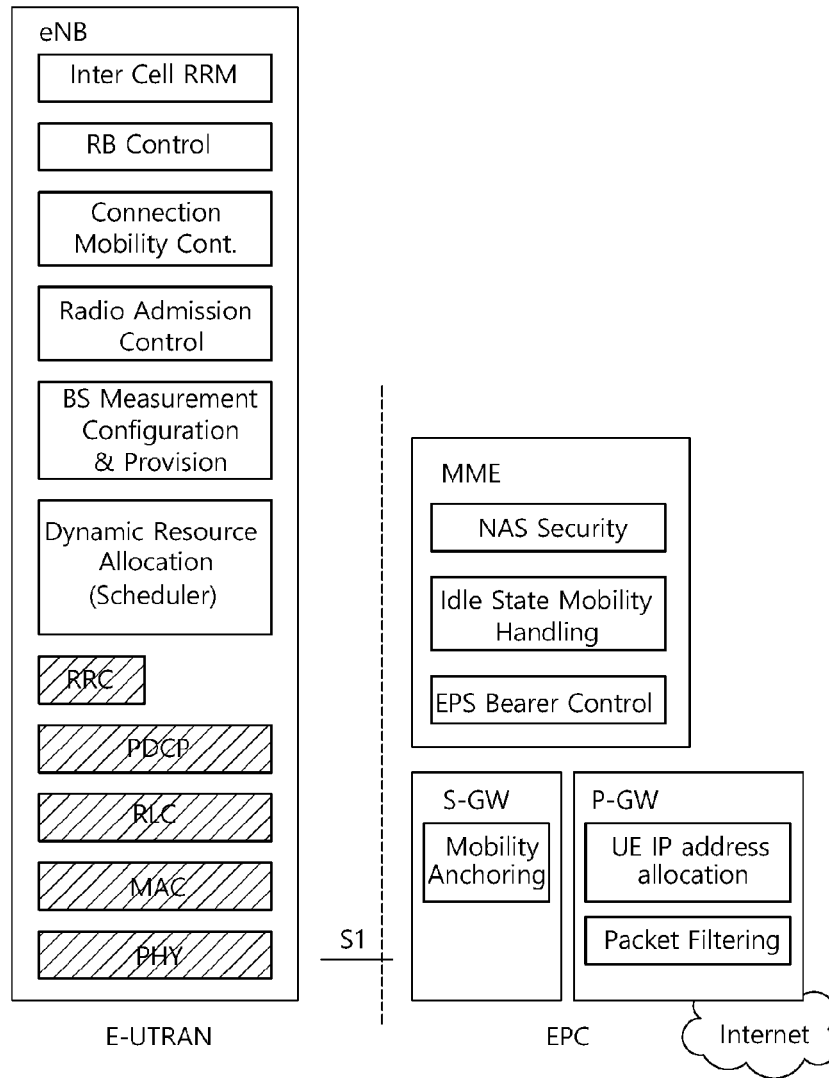 eNB
Inter Cell RRM
RB Control
Connection
Mobility Cont.
Radio Admission
Control
BS Measurement
Configuration
& Provision
Dynamic Resource
Allocation
(Scheduler)
RRC
PDCP
RLC
MAC
PHY
S1
MME
NAS Security
Idle State Mobility
Handling
EPS Bearer Control
S-GW
Mobility
Anchoring
P-GW
UE IP address
allocation
Packet Filtering
E-UTRAN
EPC
Internet